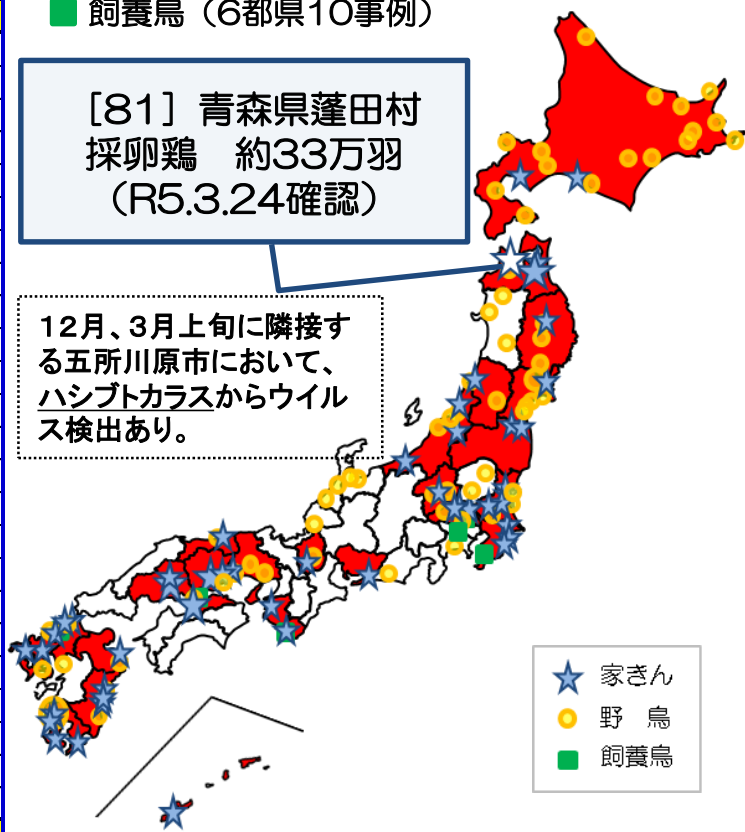 飼養鳥（6都県10事例）
［81］青森県蓬田村
採卵鶏　約33万羽
（R5.3.24確認）
１２月、３月上旬に隣接す
る五所川原市において、
ハシブトカラスからウイル
ス検出あり。
家きん
野　鳥
飼養鳥